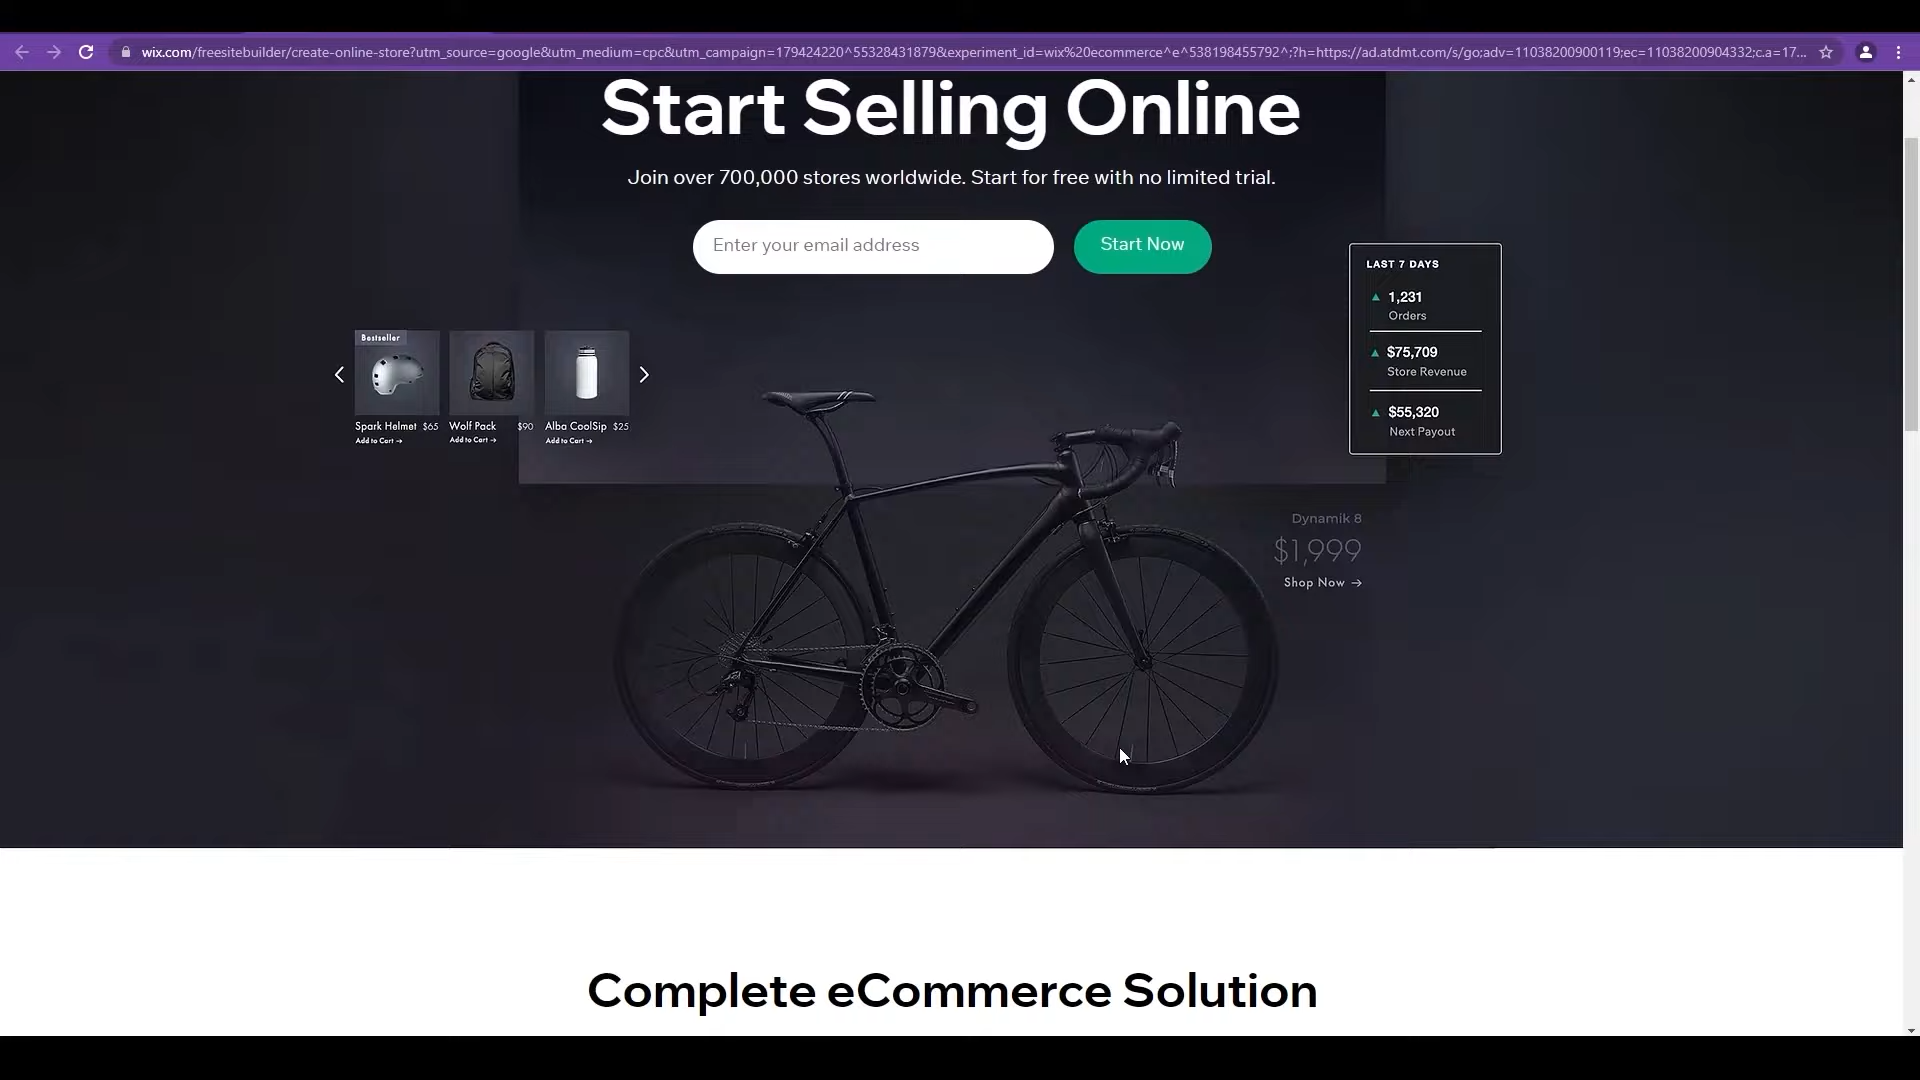 wix.com/freesitebuilder/create-online-store?utm_source=google&utm_medium=cpc&utm_campaign=179424220^55328431879&experiment_id=wix%20ecommerce^e^538198455792^;?h=https://ad.atdmt.com/s/go;adv=11038200900119;ec=11038200904332;c.a=17...
Start Selling Online
Join over 700,000 stores worldwide. Start for free with no limited trial.
Enter your email address
Start Now
LAST 7 DAYS
1,231
Orders
$75,709
Store Revenue
$55,320
Next Payout
Bestseller
Spark Helmet $65
Add to Cart →
Wolf Pack $90
Add to Cart →
Alba CoolSip $25
Add to Cart →
Dynamik 8
$1,999
Shop Now →
Complete eCommerce Solution